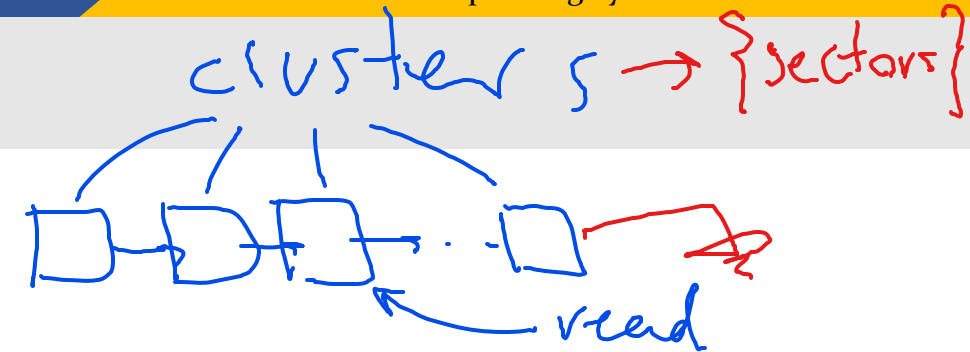 clusters → {sectors}
read